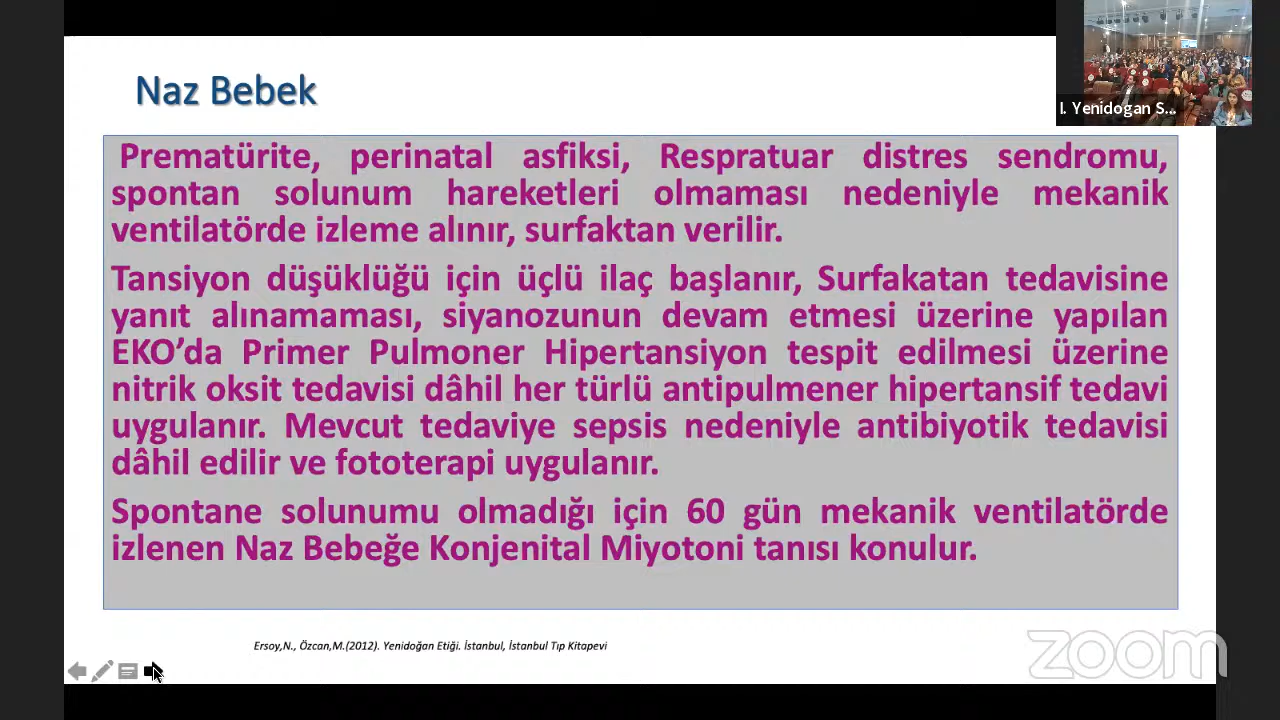 Naz Bebek
I. Yenidogan S...
Prematürite, perinatal asfiksi, Respratuar distres sendromu,
spontan solunum hareketleri olmaması nedeniyle mekanik
ventilatörde izleme alınır, surfaktan verilir.
Tansiyon düşüklüğü için üçlü ilaç başlanır, Surfakatan tedavisine
yanıt alınamaması, siyanozunun devam etmesi üzerine yapılan
EKO’da Primer Pulmoner Hipertansiyon tespit edilmesi üzerine
nitrik oksit tedavisi dâhil her türlü antipulmener hipertansif tedavi
uygulanır. Mevcut tedaviye sepsis nedeniyle antibiyotik tedavisi
dâhil edilir ve fototerapi uygulanır.
Spontane solunumu olmadığı için 60 gün mekanik ventilatörde
izlenen Naz Bebeğe Konjenital Miyotoni tanısı konulur.
Ersoy,N., Özcan,M.(2012). Yenidoğan Etiği. İstanbul, İstanbul Tıp Kitapevi
zoom